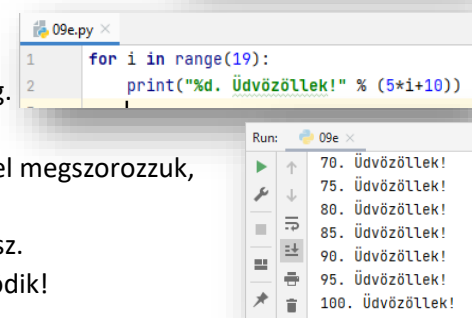 09e.py
1 for i in range(19):
2 print("%d. Üdvözöllek!" % (5*i+10))
g.
el megszorozzuk,
sz.
odik!
Run: 09e
70. Üdvözöllek!
75. Üdvözöllek!
80. Üdvözöllek!
85. Üdvözöllek!
90. Üdvözöllek!
95. Üdvözöllek!
100. Üdvözöllek!